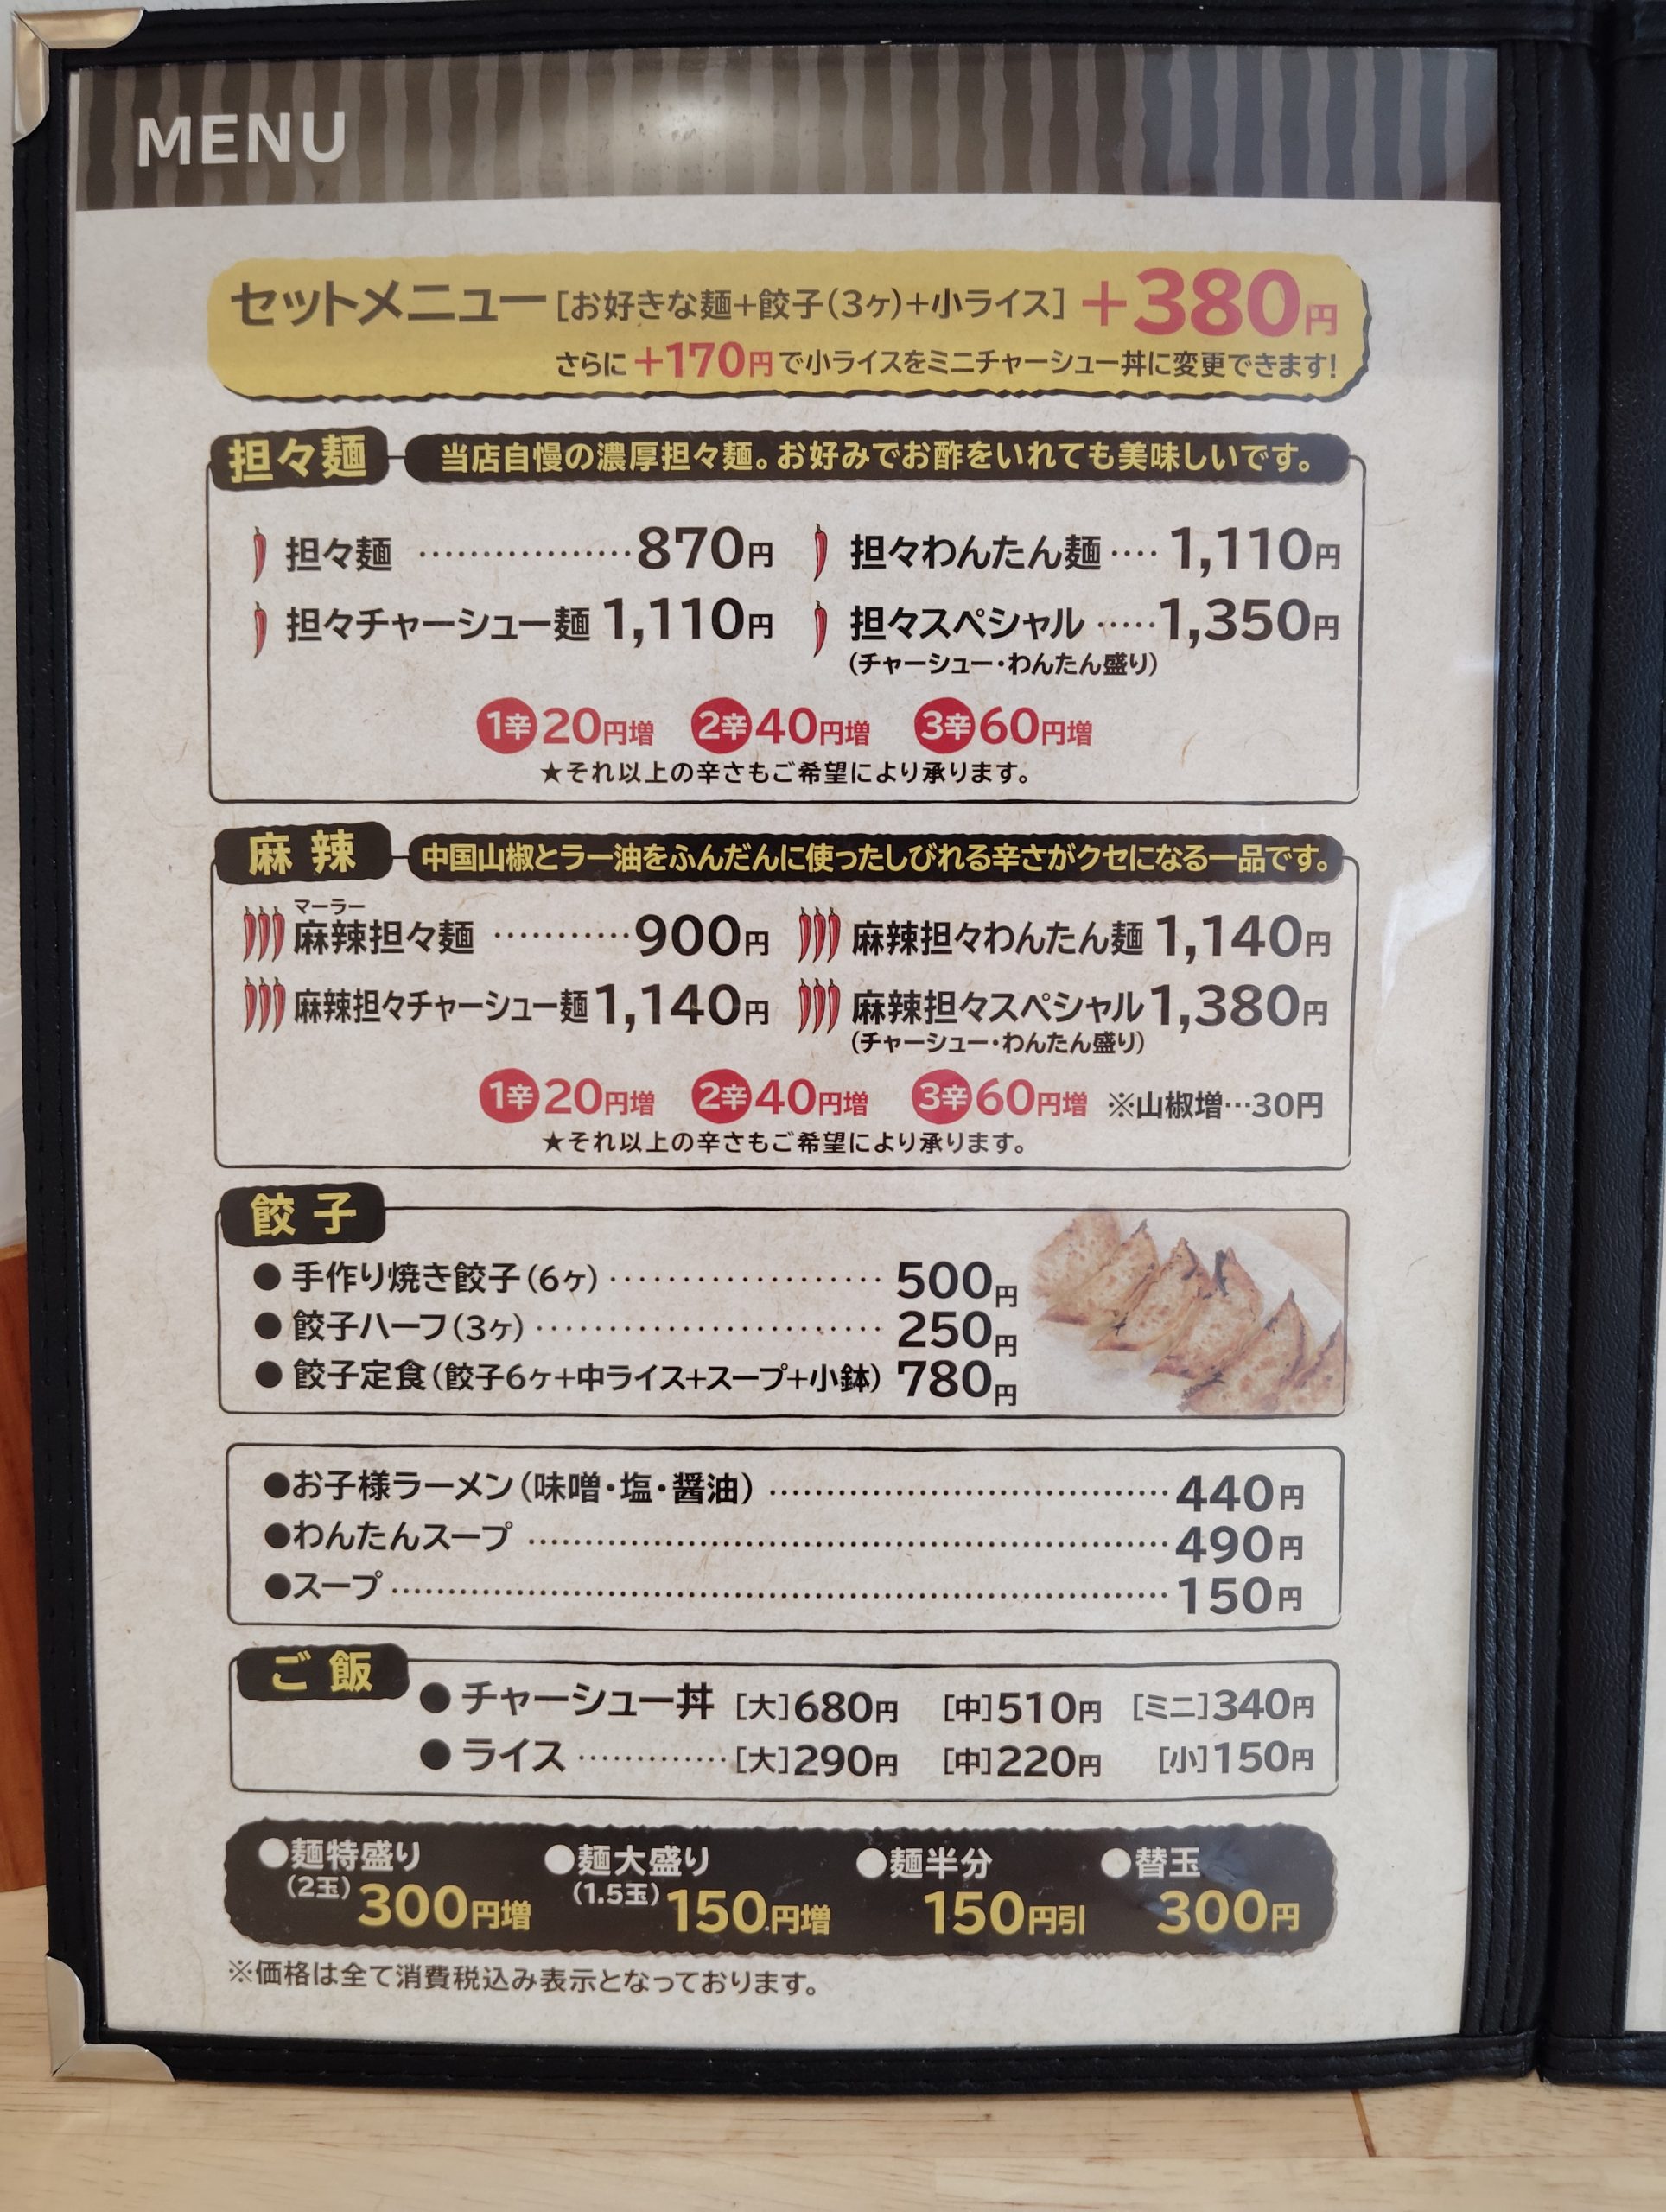 MENU
セットメニュー[お好きな麺+餃子(3ヶ)+小ライス] +380円
さらに+170円で小ライスをミニチャーシュー丼に変更できます!
担々麺 当店自慢の濃厚担々麺。お好みでお酢をいれても美味しいです。
担々麺 ……………… 870円 担々わんたん麺 …. 1,110円
担々チャーシュー麺 1,110円 担々スペシャル ….. 1,350円
(チャーシュー・わんたん盛り)
1辛20円増 2辛40円増 3辛60円増
★それ以上の辛さもご希望により承ります。
麻辣 中国山椒とラー油をふんだんに使ったしびれる辛さがクセになる一品です。
マーラー
麻辣担々麺 ………… 900円 麻辣担々わんたん麺 1,140円
麻辣担々チャーシュー麺 1,140円 麻辣担々スペシャル 1,380円
(チャーシュー・わんたん盛り)
1辛20円増 2辛40円増 3辛60円増 ※山椒増…30円
★それ以上の辛さもご希望により承ります。
餃子
●手作り焼き餃子(6ヶ) ………………… 500円
●餃子ハーフ(3ヶ) ……………………… 250円
●餃子定食(餃子6ヶ+中ライス+スープ+小鉢) 780円
●お子様ラーメン(味噌・塩・醤油) ……………………… 440円
●わんたんスープ ……………………………………… 490円
●スープ ……………………………………………… 150円
ご飯
●チャーシュー丼 [大]680円 [中]510円 [ミニ]340円
●ライス ………… [大]290円 [中]220円 [小]150円
●麺特盛り ●麺大盛り ●麺半分 ●替玉
(2玉)300円増 (1.5玉)150円増 150円引 300円
※価格は全て消費税込み表示となっております。